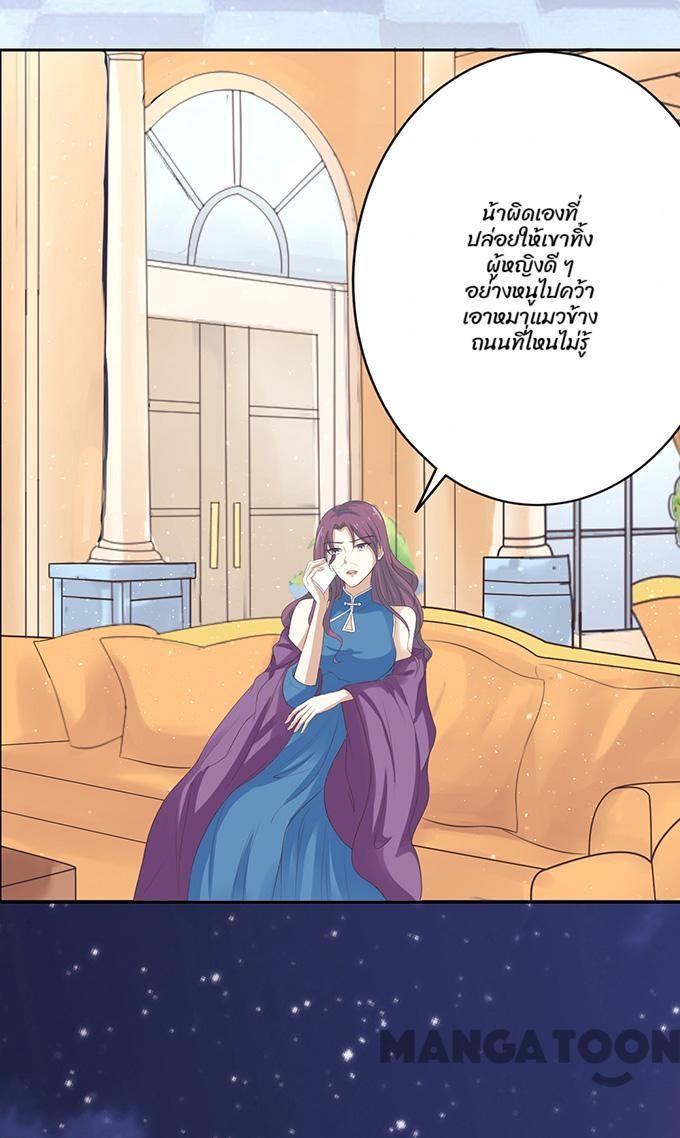 น้าผิดเองที่
ปล่อยให้เขาทิ้ง
ผู้หญิงดี ๆ
อย่างหนูไปคว้า
เอาหมาแมวข้าง
ถนนที่ไหนไม่รู้
MANGATOON